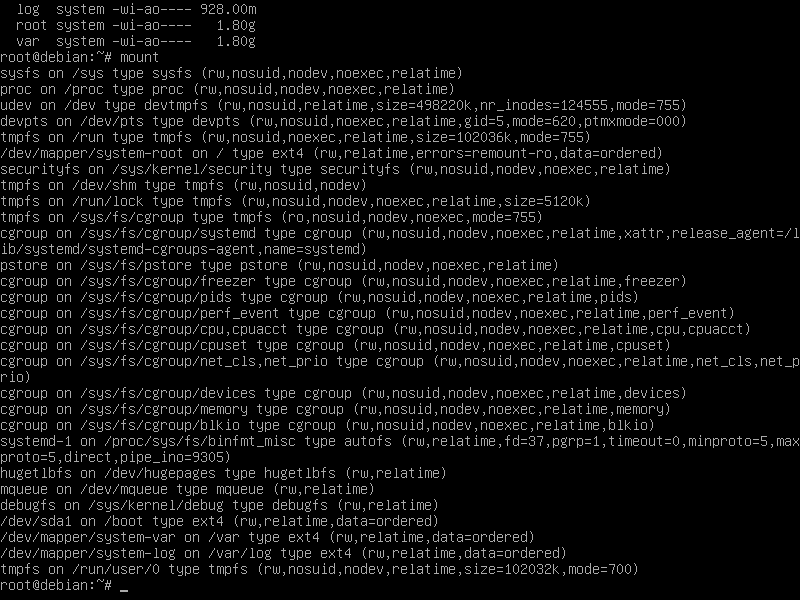 log  system -wi-ao---- 928.00m
root system -wi-ao----   1.80g
var  system -wi-ao----   1.80g
root@debian:~# mount
sysfs on /sys type sysfs (rw,nosuid,nodev,noexec,relatime)
proc on /proc type proc (rw,nosuid,nodev,noexec,relatime)
udev on /dev type devtmpfs (rw,nosuid,relatime,size=498220k,nr_inodes=124555,mode=755)
devpts on /dev/pts type devpts (rw,nosuid,noexec,relatime,gid=5,mode=620,ptmxmode=000)
tmpfs on /run type tmpfs (rw,nosuid,noexec,relatime,size=102036k,mode=755)
/dev/mapper/system-root on / type ext4 (rw,relatime,errors=remount-ro,data=ordered)
securityfs on /sys/kernel/security type securityfs (rw,nosuid,nodev,noexec,relatime)
tmpfs on /dev/shm type tmpfs (rw,nosuid,nodev)
tmpfs on /run/lock type tmpfs (rw,nosuid,nodev,noexec,relatime,size=5120k)
tmpfs on /sys/fs/cgroup type tmpfs (ro,nosuid,nodev,noexec,mode=755)
cgroup on /sys/fs/cgroup/systemd type cgroup (rw,nosuid,nodev,noexec,relatime,xattr,release_agent=/l
ib/systemd/systemd-cgroups-agent,name=systemd)
pstore on /sys/fs/pstore type pstore (rw,nosuid,nodev,noexec,relatime)
cgroup on /sys/fs/cgroup/freezer type cgroup (rw,nosuid,nodev,noexec,relatime,freezer)
cgroup on /sys/fs/cgroup/pids type cgroup (rw,nosuid,nodev,noexec,relatime,pids)
cgroup on /sys/fs/cgroup/perf_event type cgroup (rw,nosuid,nodev,noexec,relatime,perf_event)
cgroup on /sys/fs/cgroup/cpu,cpuacct type cgroup (rw,nosuid,nodev,noexec,relatime,cpu,cpuacct)
cgroup on /sys/fs/cgroup/cpuset type cgroup (rw,nosuid,nodev,noexec,relatime,cpuset)
cgroup on /sys/fs/cgroup/net_cls,net_prio type cgroup (rw,nosuid,nodev,noexec,relatime,net_cls,net_p
rio)
cgroup on /sys/fs/cgroup/devices type cgroup (rw,nosuid,nodev,noexec,relatime,devices)
cgroup on /sys/fs/cgroup/memory type cgroup (rw,nosuid,nodev,noexec,relatime,memory)
cgroup on /sys/fs/cgroup/blkio type cgroup (rw,nosuid,nodev,noexec,relatime,blkio)
systemd-1 on /proc/sys/fs/binfmt_misc type autofs (rw,relatime,fd=37,pgrp=1,timeout=0,minproto=5,max
proto=5,direct,pipe_ino=9305)
hugetlbfs on /dev/hugepages type hugetlbfs (rw,relatime)
mqueue on /dev/mqueue type mqueue (rw,relatime)
debugfs on /sys/kernel/debug type debugfs (rw,relatime)
/dev/sda1 on /boot type ext4 (rw,relatime,data=ordered)
/dev/mapper/system-var on /var type ext4 (rw,relatime,data=ordered)
/dev/mapper/system-log on /var/log type ext4 (rw,relatime,data=ordered)
tmpfs on /run/user/0 type tmpfs (rw,nosuid,nodev,relatime,size=102032k,mode=700)
root@debian:~# _